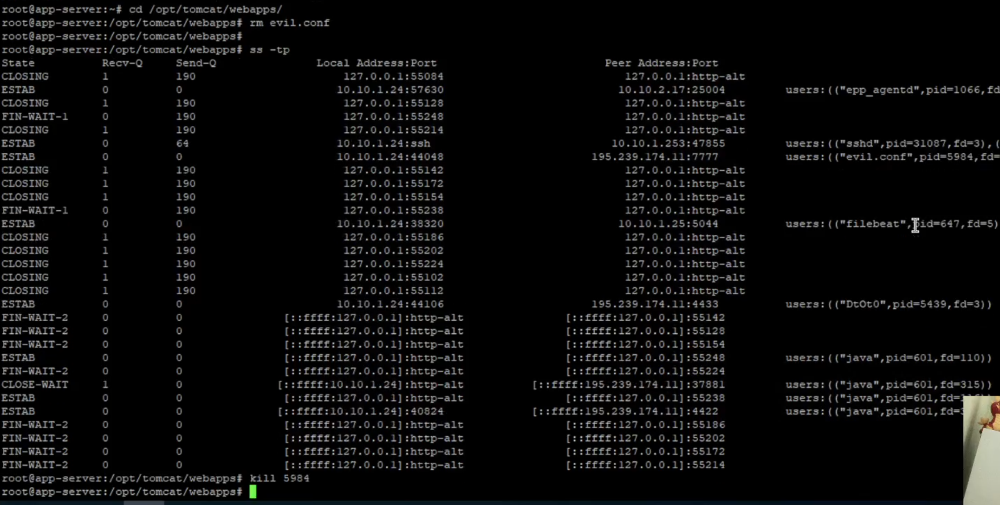 root@app-server:~# cd /opt/tomcat/webapps/
root@app-server:/opt/tomcat/webapps# rm evil.conf
root@app-server:/opt/tomcat/webapps#
root@app-server:/opt/tomcat/webapps# ss -tp
State Recv-Q Send-Q Local Address:Port Peer Address:Port
CLOSING 1 190 127.0.0.1:55084 127.0.0.1:http-alt
ESTAB 0 0 10.10.1.24:57630 10.10.2.17:25004 users:(("epp_agentd",pid=1066,fd
CLOSING 1 190 127.0.0.1:55128 127.0.0.1:http-alt
FIN-WAIT-1 0 190 127.0.0.1:55248 127.0.0.1:http-alt
CLOSING 1 190 127.0.0.1:55214 127.0.0.1:http-alt
ESTAB 0 64 10.10.1.24:ssh 10.10.1.253:47855 users:(("sshd",pid=31087,fd=3),(
ESTAB 0 0 10.10.1.24:44048 195.239.174.11:7777 users:(("evil.conf",pid=5984,fd=
CLOSING 1 190 127.0.0.1:55142 127.0.0.1:http-alt
CLOSING 1 190 127.0.0.1:55172 127.0.0.1:http-alt
CLOSING 1 190 127.0.0.1:55154 127.0.0.1:http-alt
FIN-WAIT-1 0 190 127.0.0.1:55238 127.0.0.1:http-alt
ESTAB 0 0 10.10.1.24:38320 10.10.1.25:5044 users:(("filebeat",pid=647,fd=5)
CLOSING 1 190 127.0.0.1:55186 127.0.0.1:http-alt
CLOSING 1 190 127.0.0.1:55202 127.0.0.1:http-alt
CLOSING 1 190 127.0.0.1:55224 127.0.0.1:http-alt
CLOSING 1 190 127.0.0.1:55102 127.0.0.1:http-alt
CLOSING 1 190 127.0.0.1:55112 127.0.0.1:http-alt
ESTAB 0 0 10.10.1.24:44106 195.239.174.11:4433 users:(("DtOt0",pid=5439,fd=3))
FIN-WAIT-2 0 0 [::ffff:127.0.0.1]:http-alt [::ffff:127.0.0.1]:55142
FIN-WAIT-2 0 0 [::ffff:127.0.0.1]:http-alt [::ffff:127.0.0.1]:55128
FIN-WAIT-2 0 0 [::ffff:127.0.0.1]:http-alt [::ffff:127.0.0.1]:55154
ESTAB 0 0 [::ffff:127.0.0.1]:http-alt [::ffff:127.0.0.1]:55248 users:(("java",pid=601,fd=110))
FIN-WAIT-2 0 0 [::ffff:127.0.0.1]:http-alt [::ffff:127.0.0.1]:55224
CLOSE-WAIT 1 0 [::ffff:10.10.1.24]:http-alt [::ffff:195.239.174.11]:37881 users:(("java",pid=601,fd=315))
ESTAB 0 0 [::ffff:127.0.0.1]:http-alt [::ffff:127.0.0.1]:55238 users:(("java",pid=601,
ESTAB 0 0 [::ffff:10.10.1.24]:40824 [::ffff:195.239.174.11]:4422 users:(("java",pid=601,
FIN-WAIT-2 0 0 [::ffff:127.0.0.1]:http-alt [::ffff:127.0.0.1]:55186
FIN-WAIT-2 0 0 [::ffff:127.0.0.1]:http-alt [::ffff:127.0.0.1]:55202
FIN-WAIT-2 0 0 [::ffff:127.0.0.1]:http-alt [::ffff:127.0.0.1]:55172
FIN-WAIT-2 0 0 [::ffff:127.0.0.1]:http-alt [::ffff:127.0.0.1]:55214
root@app-server:/opt/tomcat/webapps# kill 5984
root@app-server:/opt/tomcat/webapps#